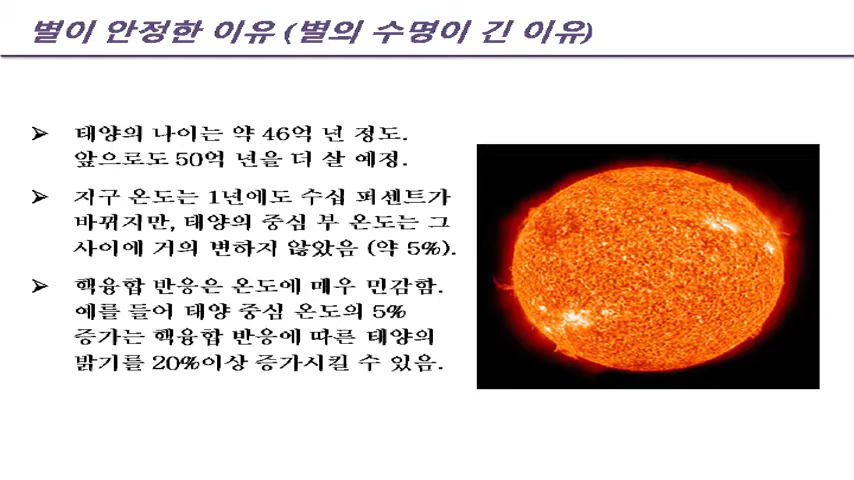 별이 안정한 이유 (별의 수명이 긴 이유)
➢ 태양의 나이는 약 46억 년 정도.
앞으로도 50억 년을 더 살 예정.
➢ 지구 온도는 1년에도 수십 퍼센트가
바뀌지만, 태양의 중심 부 온도는 그
사이에 거의 변하지 않았음 (약 5%).
➢ 핵융합 반응은 온도에 매우 민감함.
예를 들어 태양 중심 온도의 5%
증가는 핵융합 반응에 따른 태양의
밝기를 20%이상 증가시킬 수 있음.